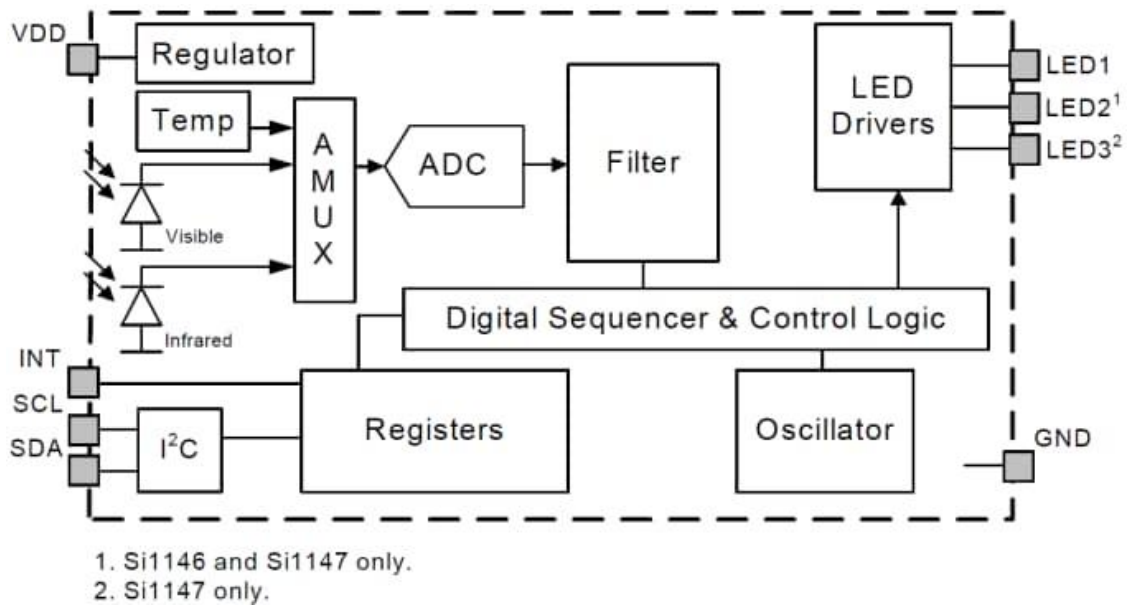 VDD
Regulator
LED1
LED2¹
LED3²
LED
Drivers
Temp
A
M
U
X
ADC
Filter
Visible
Infrared
Digital Sequencer & Control Logic
INT
SCL
SDA
I²C
Registers
Oscillator
GND
1. Si1146 and Si1147 only.
2. Si1147 only.